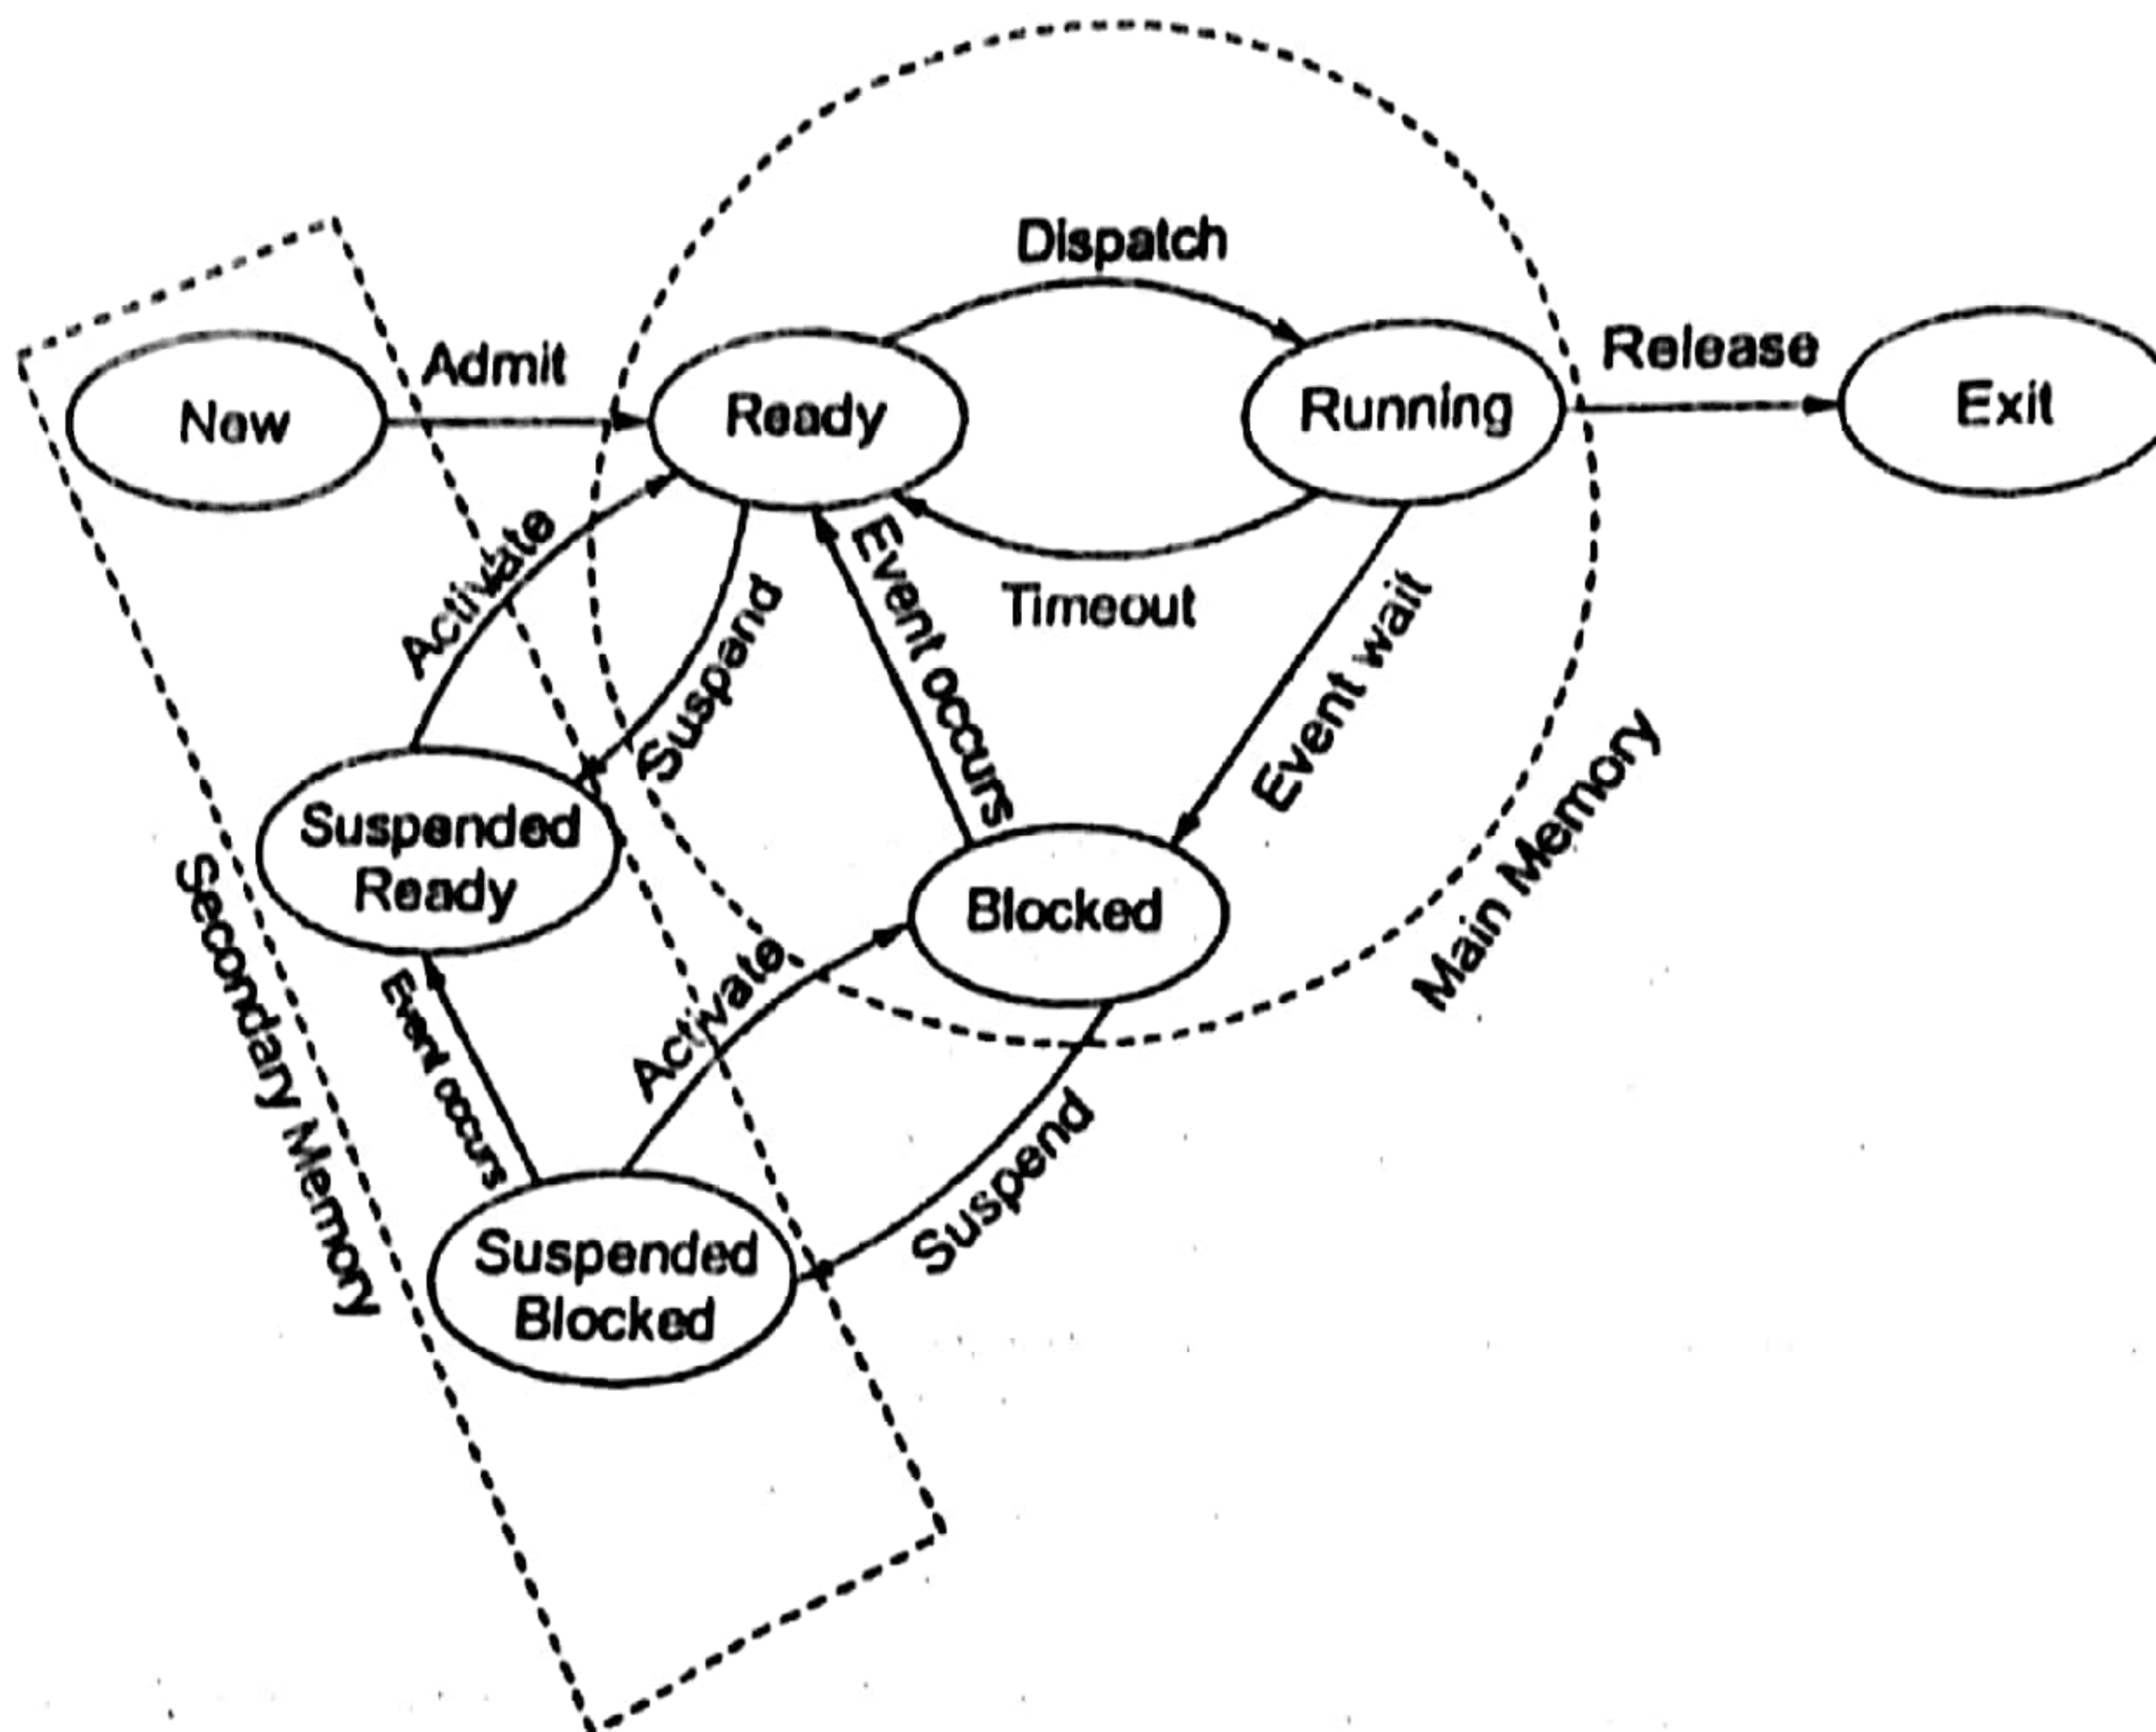 Dispatch
Admit
Release
New
Ready
Running
Exit
Activate
Suspend
Event occurs
Timeout
Event wait
Main Memory
Suspended
Ready
Blocked
Secondary Memory
Event occurs
Activate
Suspend
Suspended
Blocked